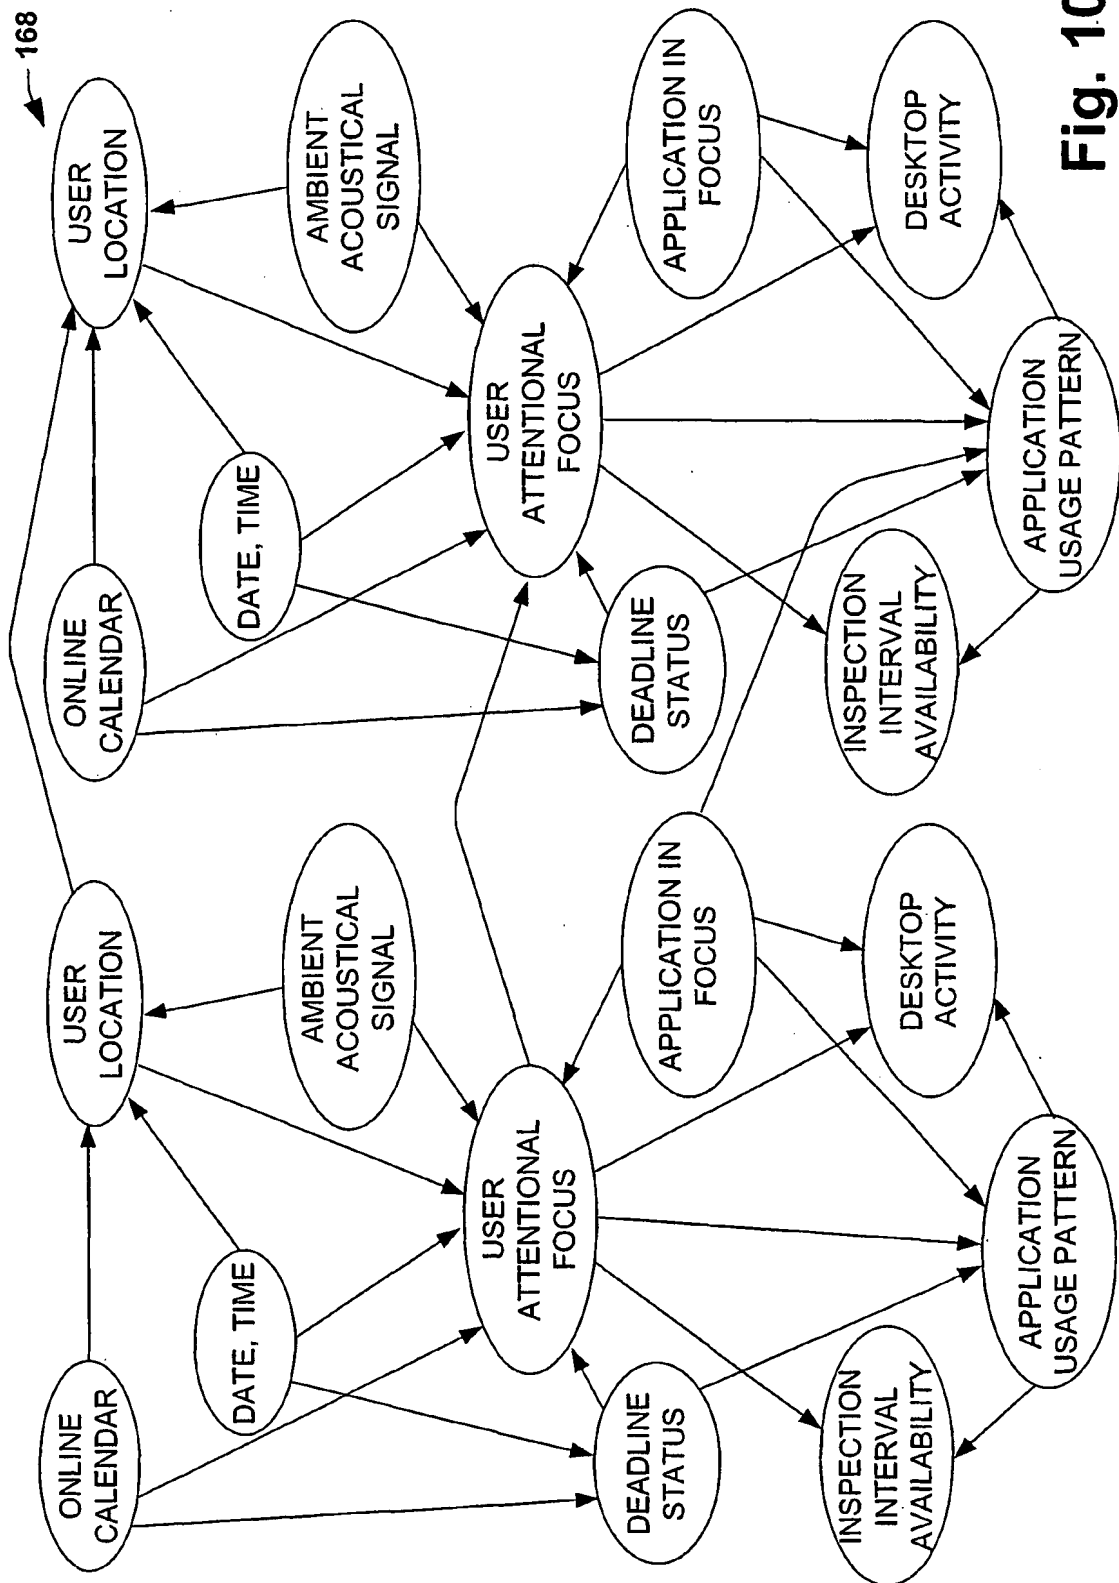 168
ONLINE
CALENDAR
USER
LOCATION
DATE, TIME
AMBIENT
ACOUSTICAL
SIGNAL
USER
ATTENTIONAL
FOCUS
DEADLINE
STATUS
APPLICATION IN
FOCUS
INSPECTION
INTERVAL
AVAILABILITY
DESKTOP
ACTIVITY
APPLICATION
USAGE PATTERN
ONLINE
CALENDAR
USER
LOCATION
DATE, TIME
AMBIENT
ACOUSTICAL
SIGNAL
USER
ATTENTIONAL
FOCUS
DEADLINE
STATUS
APPLICATION IN
FOCUS
INSPECTION
INTERVAL
AVAILABILITY
DESKTOP
ACTIVITY
APPLICATION
USAGE PATTERN
Fig. 10